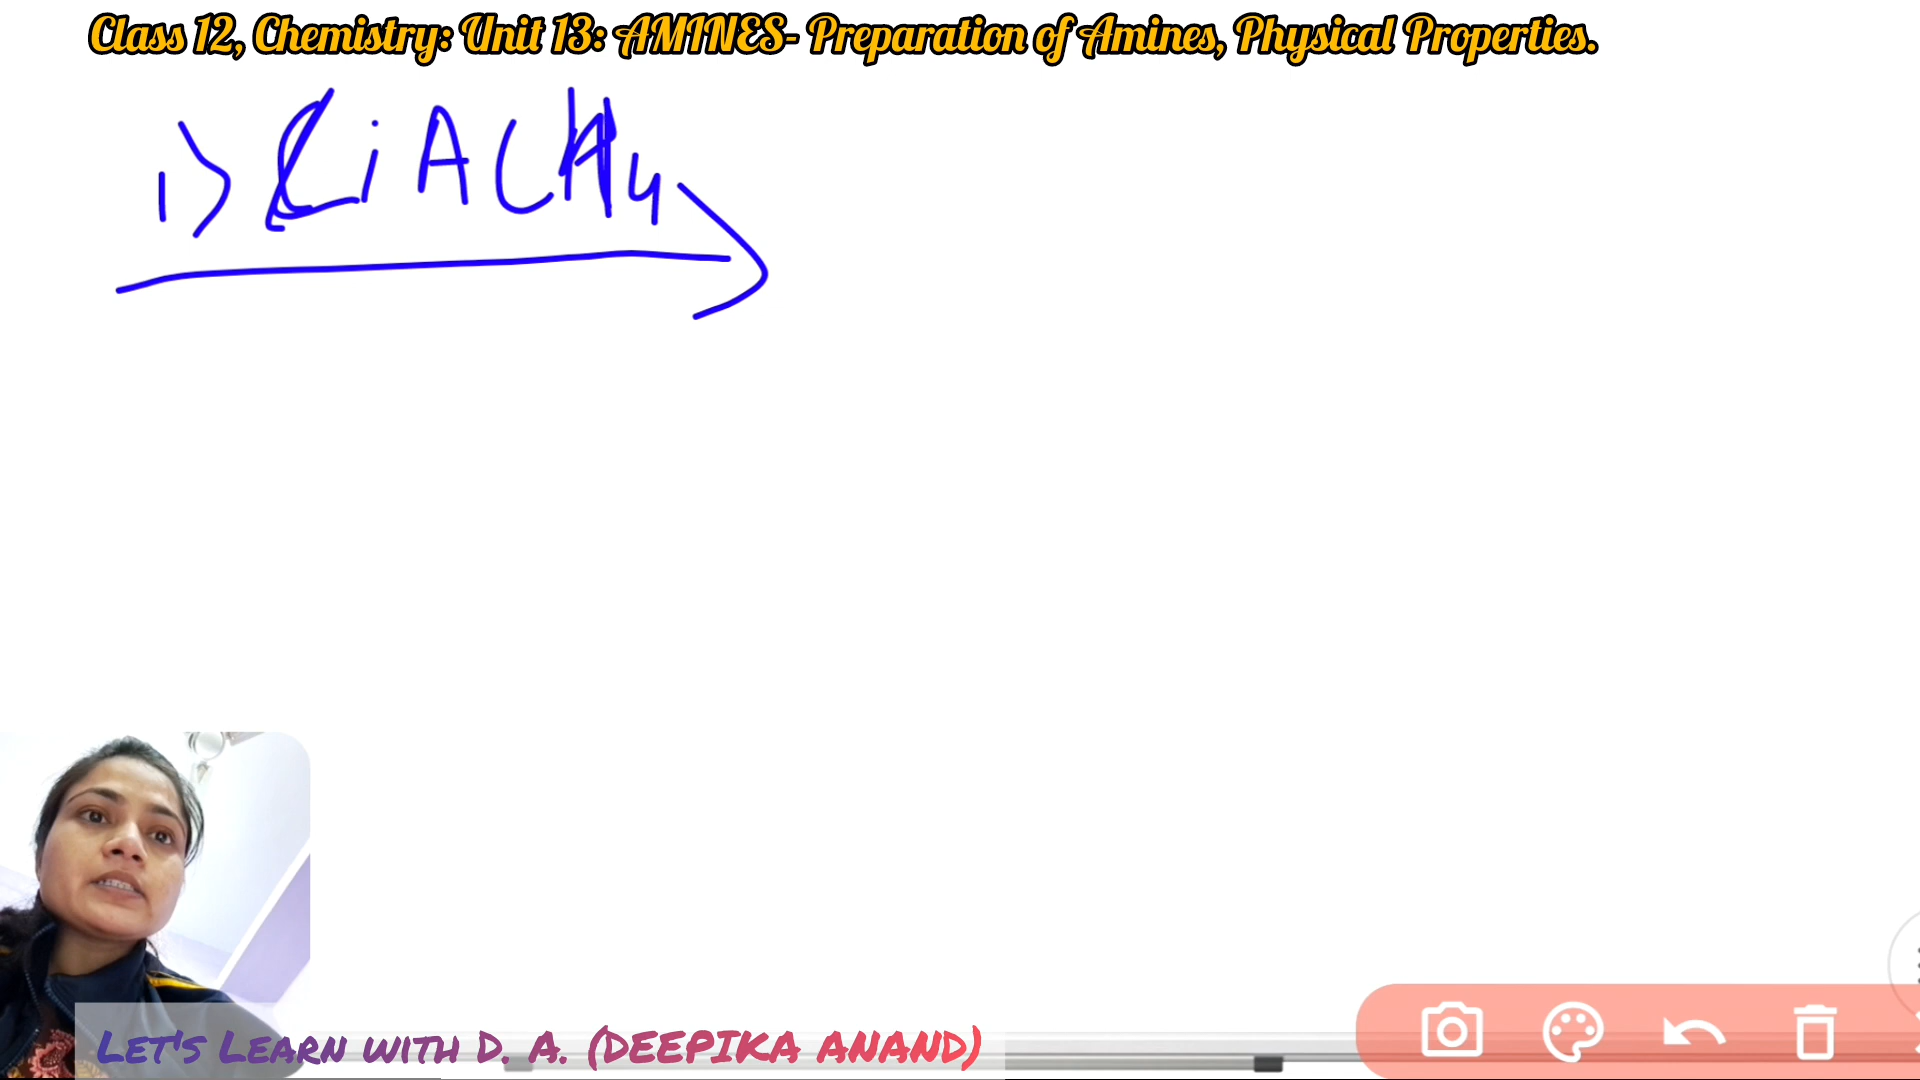 Class 12, Chemistry: Unit 13: AMINES- Preparation of Amines, Physical Properties.
1) LiAlH4
LET'S LEARN WITH D. A. (DEEPIKA ANAND)